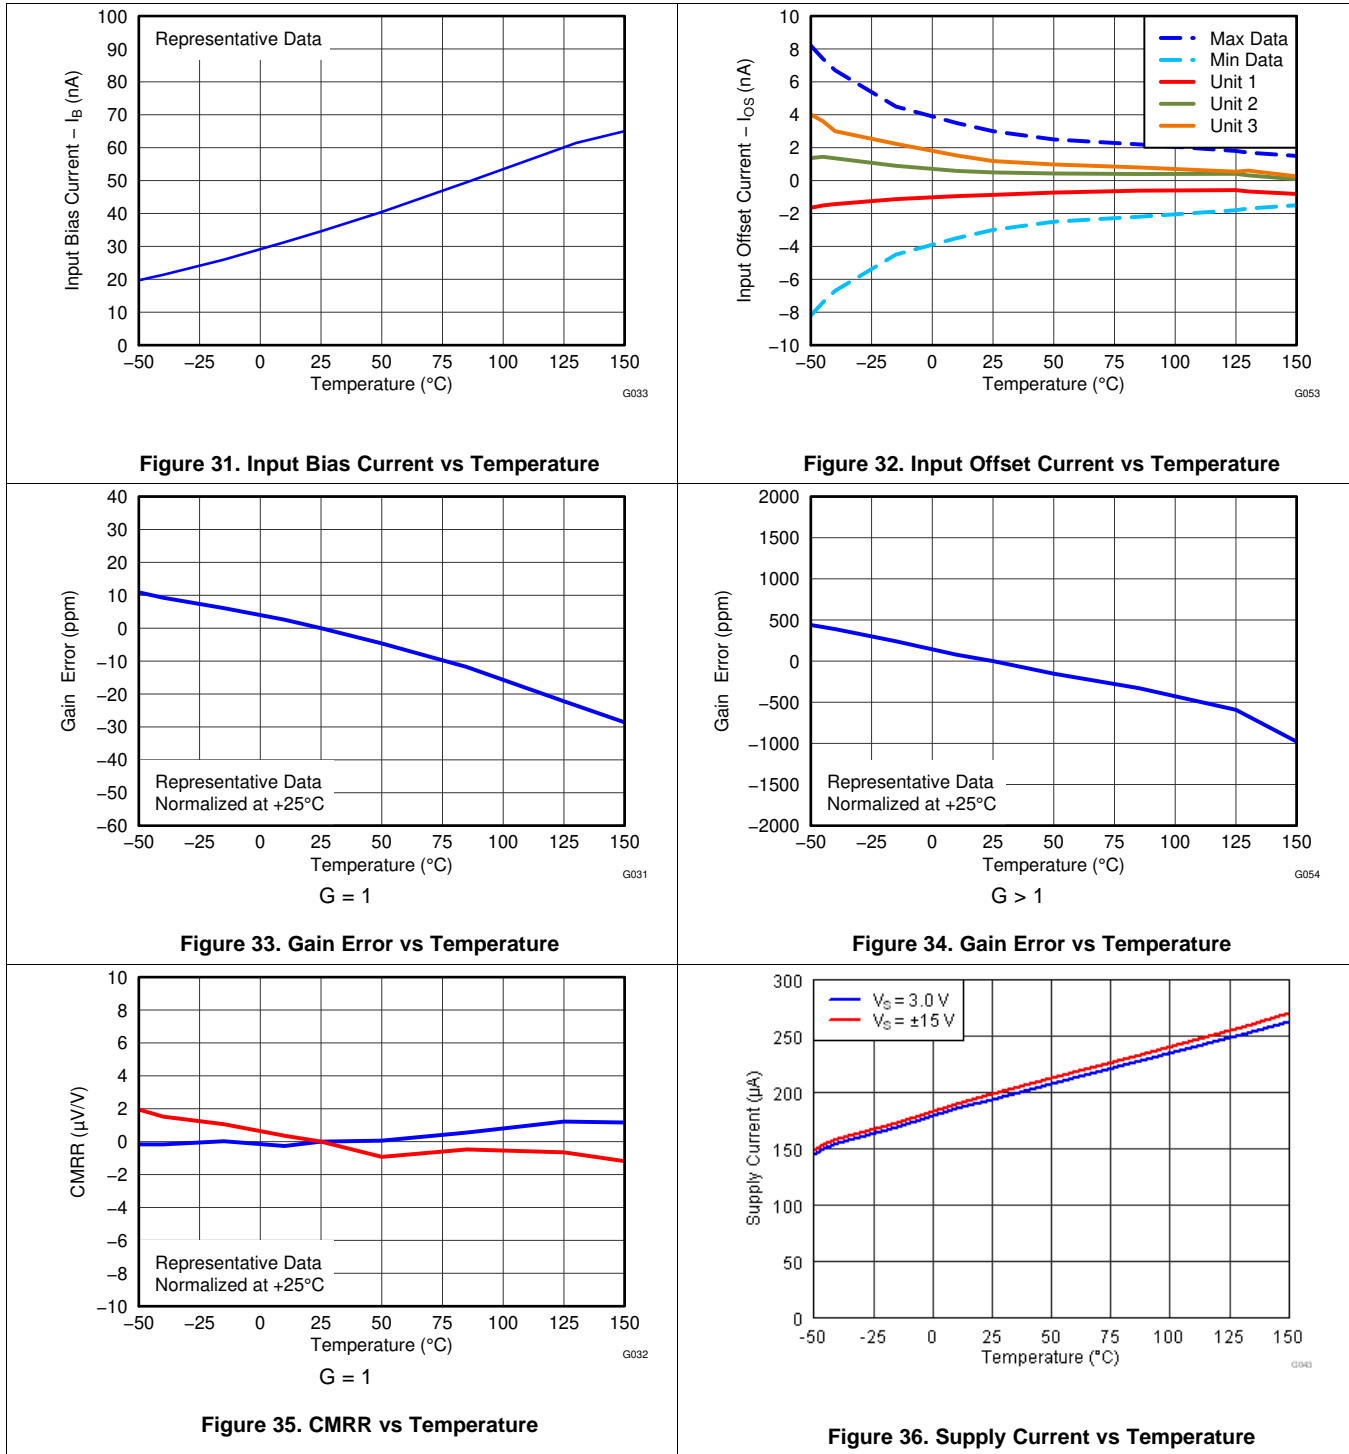 100
90
80
70
60
50
40
30
20
10
0
Input Bias Current – I_B (nA)
Representative Data
−50 −25 0 25 50 75 100 125 150
Temperature (°C)
G033
Figure 31. Input Bias Current vs Temperature
10
8
6
4
2
0
−2
−4
−6
−8
−10
Input Offset Current – I_OS (nA)
Max Data
Min Data
Unit 1
Unit 2
Unit 3
−50 −25 0 25 50 75 100 125 150
Temperature (°C)
G053
Figure 32. Input Offset Current vs Temperature
40
30
20
10
0
−10
−20
−30
−40
−50
−60
Gain Error (ppm)
Representative Data
Normalized at +25°C
−50 −25 0 25 50 75 100 125 150
Temperature (°C)
G031
G = 1
Figure 33. Gain Error vs Temperature
2000
1500
1000
500
0
−500
−1000
−1500
−2000
Gain Error (ppm)
Representative Data
Normalized at +25°C
−50 −25 0 25 50 75 100 125 150
Temperature (°C)
G054
G > 1
Figure 34. Gain Error vs Temperature
10
8
6
4
2
0
−2
−4
−6
−8
−10
CMRR (µV/V)
Representative Data
Normalized at +25°C
−50 −25 0 25 50 75 100 125 150
Temperature (°C)
G032
G = 1
Figure 35. CMRR vs Temperature
300
250
200
150
100
50
0
Supply Current (µA)
V_S = 3.0 V
V_S = ±15 V
-50 -25 0 25 50 75 100 125 150
Temperature (°C)
G043
Figure 36. Supply Current vs Temperature